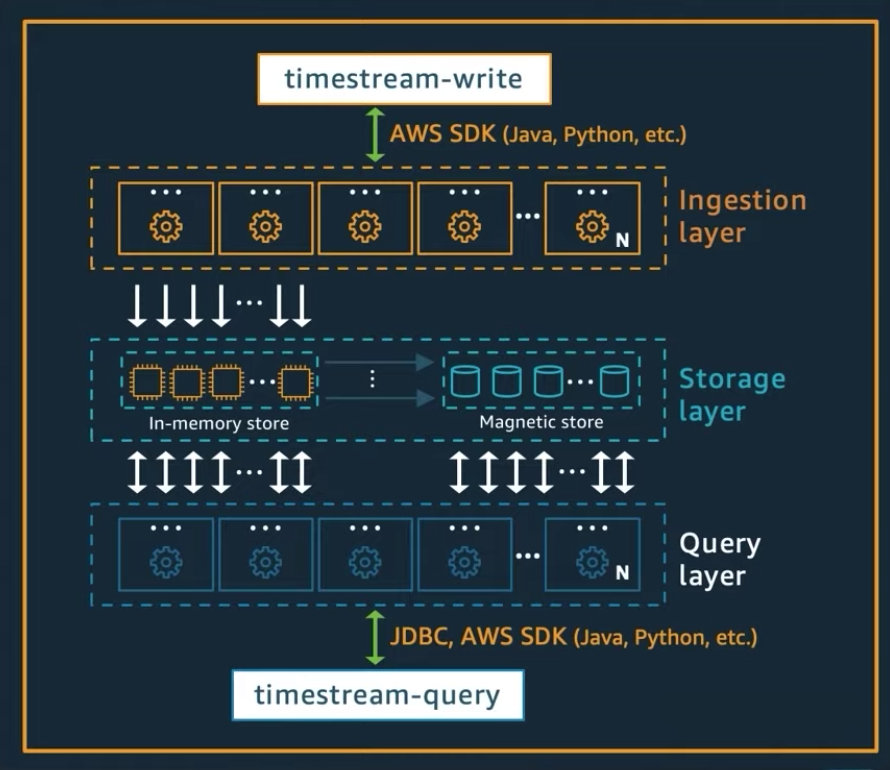 timestream-write
AWS SDK (Java, Python, etc.)
Ingestion
layer
N
In-memory store
Magnetic store
Storage
layer
Query
layer
N
JDBC, AWS SDK (Java, Python, etc.)
timestream-query